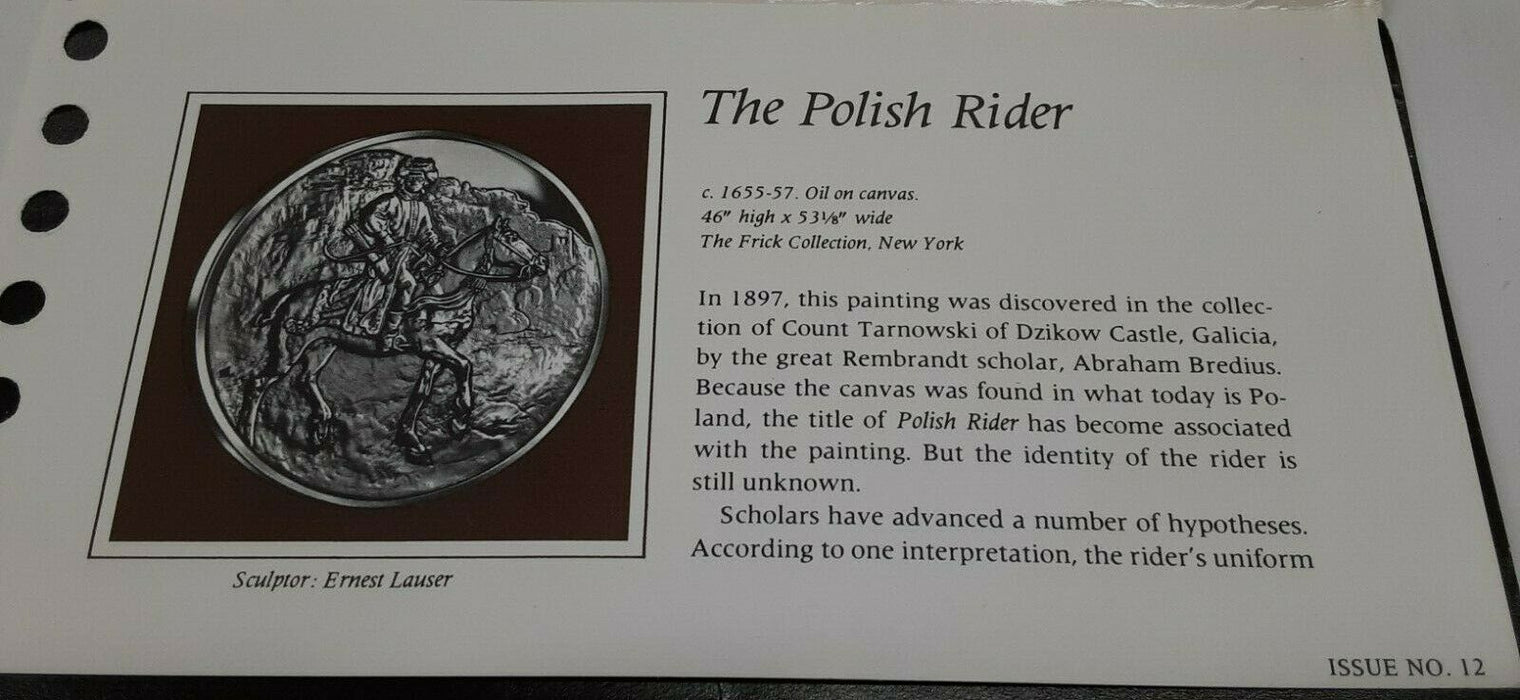 The Polish Rider
c. 1655-57. Oil on canvas.
46" high x 53⅛" wide
The Frick Collection, New York
In 1897, this painting was discovered in the collec-
tion of Count Tarnowski of Dzikow Castle, Galicia,
by the great Rembrandt scholar, Abraham Bredius.
Because the canvas was found in what today is Po-
land, the title of Polish Rider has become associated
with the painting. But the identity of the rider is
still unknown.
Scholars have advanced a number of hypotheses.
According to one interpretation, the rider's uniform
Sculptor: Ernest Lauser
ISSUE NO. 12